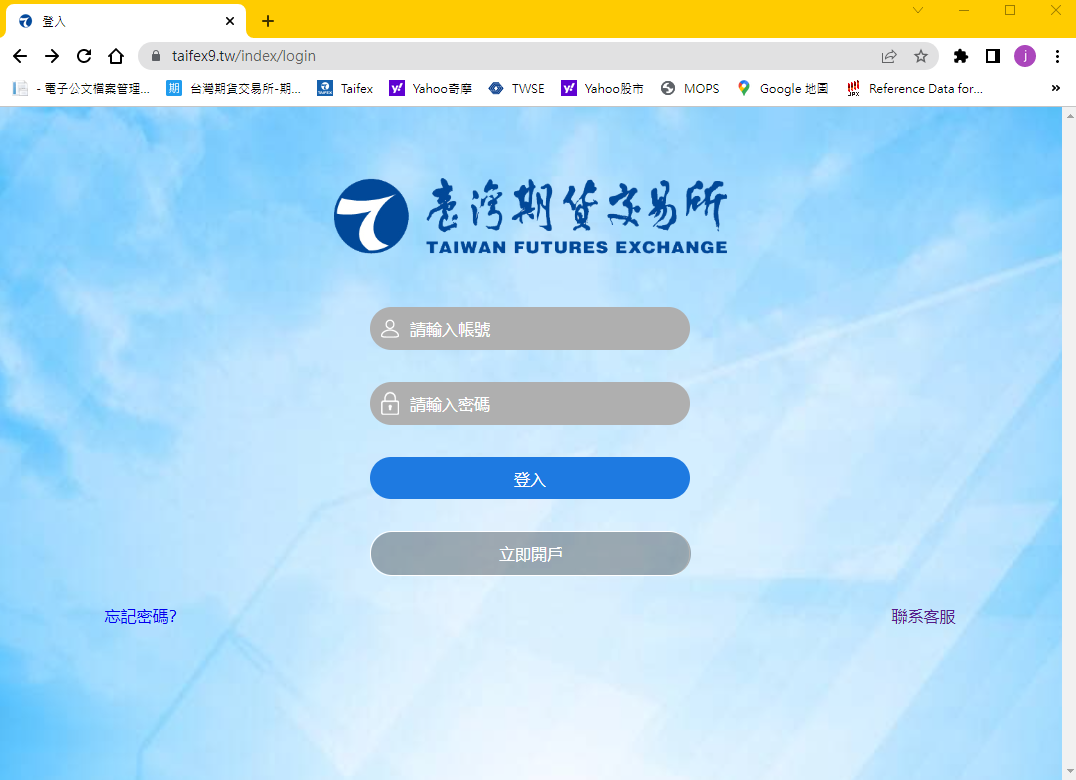 登入
taifex9.tw/index/login
- 電子公文檔案管理...
期
台灣期貨交易所-期...
Taifex
Yahoo奇摩
TWSE
Yahoo股市
MOPS
Google 地圖
Reference Data for...
臺灣期貨交易所
TAIWAN FUTURES EXCHANGE
請輸入帳號
請輸入密碼
登入
立即開戶
忘記密碼?
聯系客服